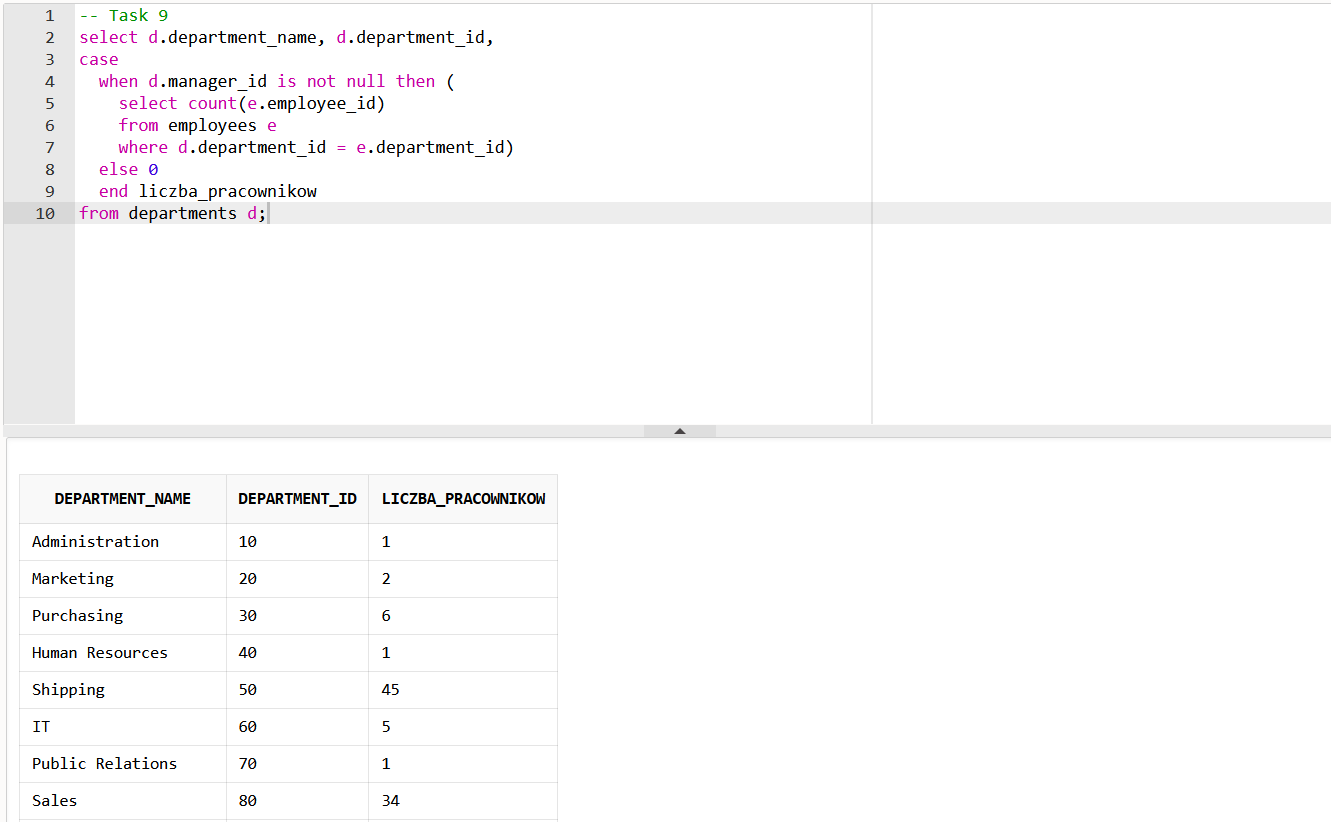 1 -- Task 9
2 select d.department_name, d.department_id,
3 case
4   when d.manager_id is not null then (
5     select count(e.employee_id)
6     from employees e
7     where d.department_id = e.department_id)
8   else 0
9   end liczba_pracownikow
10 from departments d;
DEPARTMENT_NAME DEPARTMENT_ID LICZBA_PRACOWNIKOW
Administration 10 1
Marketing 20 2
Purchasing 30 6
Human Resources 40 1
Shipping 50 45
IT 60 5
Public Relations 70 1
Sales 80 34